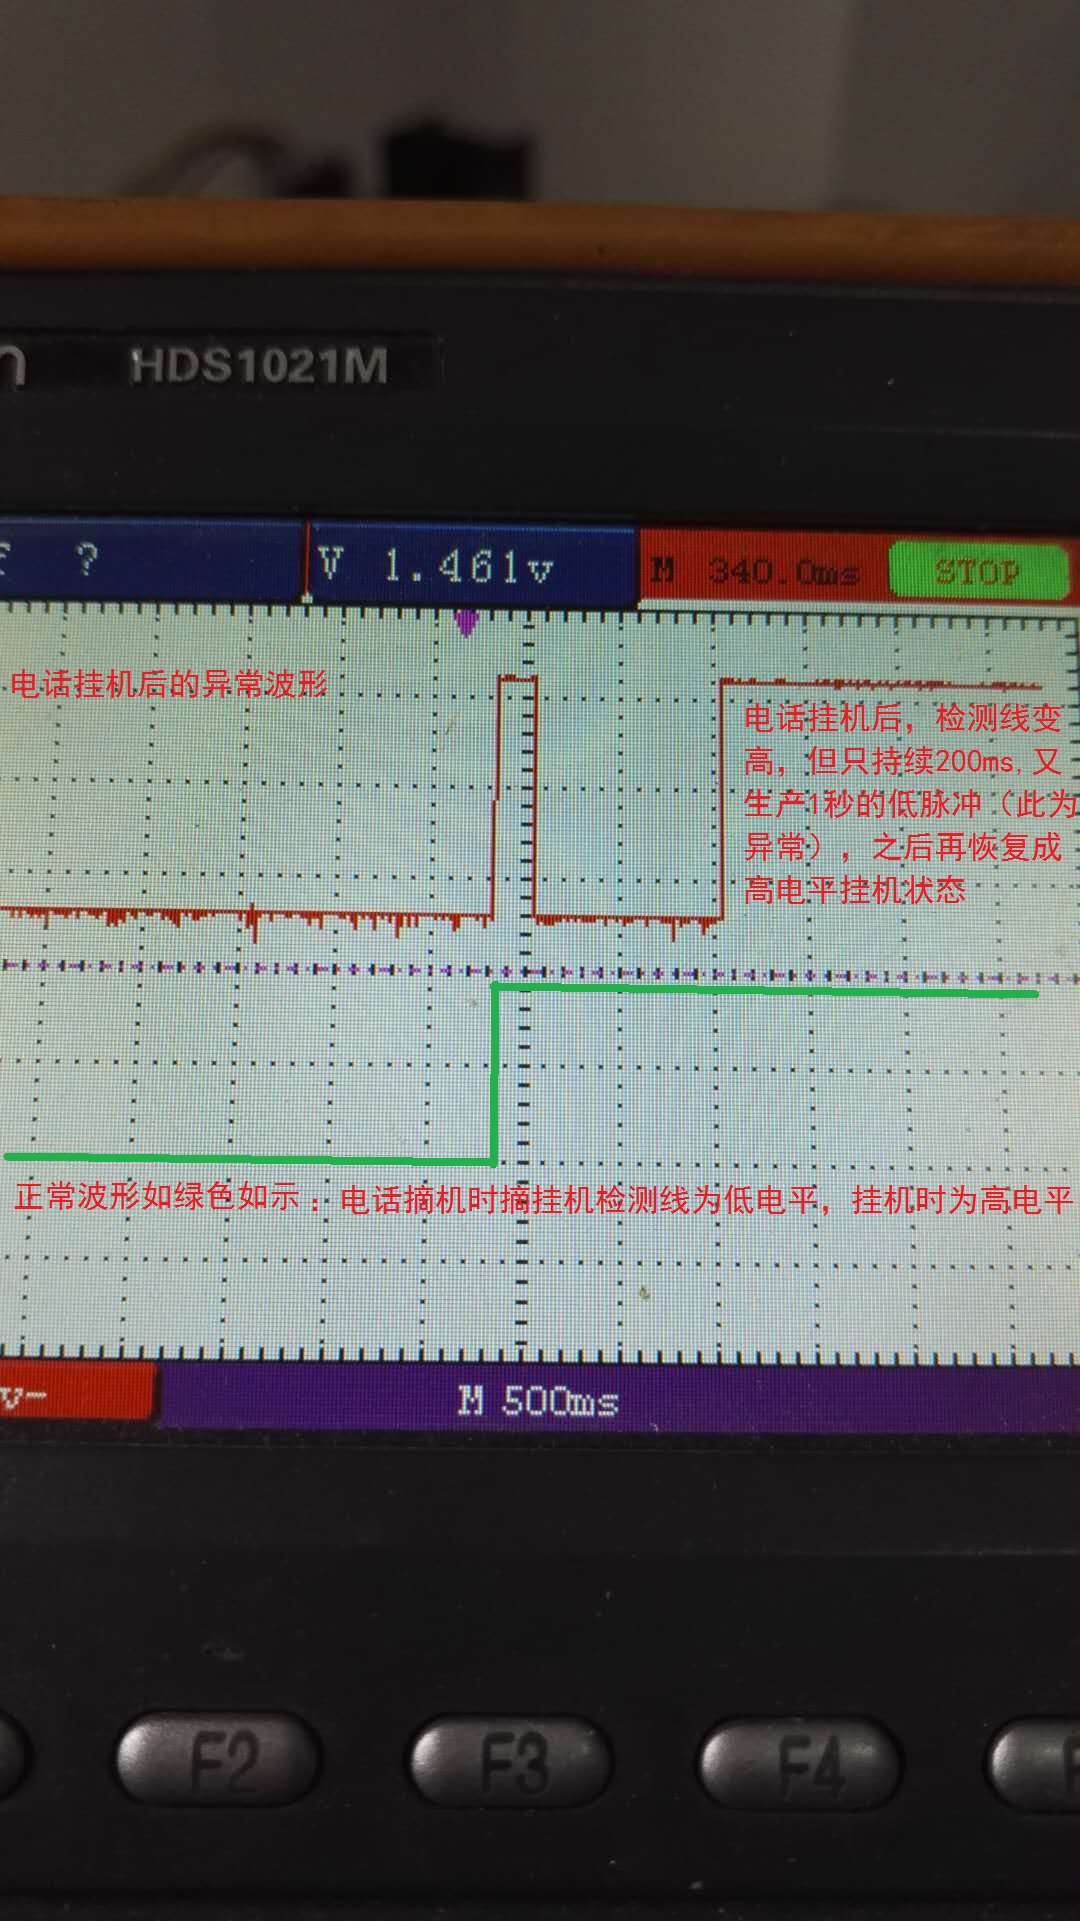 HDS1021M
?
V 1.461v
M 340.0ms
STOP
电话挂机后的异常波形
电话挂机后，检测线变
高，但只持续200ms,又
生产1秒的低脉冲（此为
异常），之后再恢复成
高电平挂机状态
正常波形如绿色如示：电话摘机时摘挂机检测线为低电平，挂机时为高电平
v-
M 500ms
F2
F3
F4